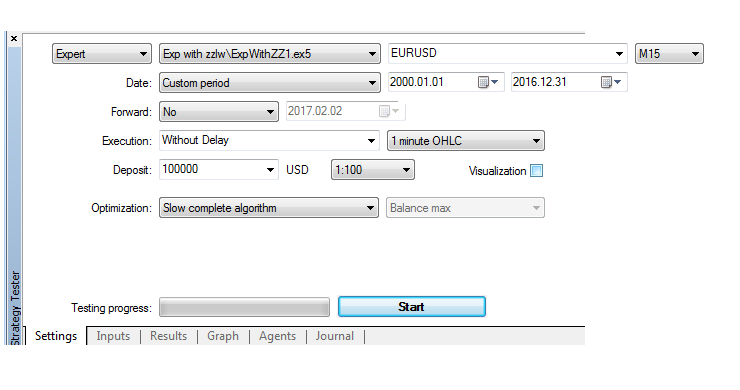 Expert Exp with zzlw\ExpWithZZ1.ex5 EURUSD M15
Date: Custom period 2000.01.01 2016.12.31
Forward: No 2017.02.02
Execution: Without Delay 1 minute OHLC
Deposit: 100000 USD 1:100 Visualization
Optimization: Slow complete algorithm Balance max
Testing progress: Start
Settings Inputs Results Graph Agents Journal
Strategy Tester